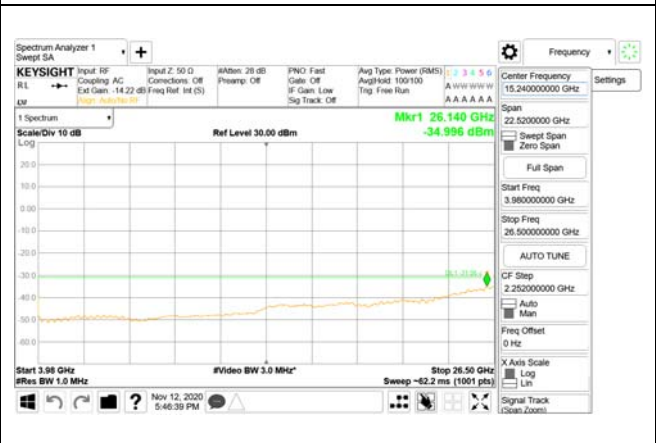 Spectrum Analyzer 1
Swept SA
+
Frequency
KEYSIGHT
RL
Input: RF
Coupling: AC
Ext Gain: -14.22 dB
Align: Auto/No RF
Input Z: 50 Ω
Corrections: Off
Freq Ref: Int (S)
#Atten: 28 dB
Preamp: Off
PNO: Fast
Gate: Off
IF Gain: Low
Sig Track: Off
Avg Type: Power (RMS)
Avg|Hold: 100/100
Trig: Free Run
1 2 3 4 5 6
A W W W W W
A A A A A A
Center Frequency
15.240000000 GHz
Settings
Span
22.5200000 GHz
Swept Span
Zero Span
Full Span
Start Freq
3.980000000 GHz
Stop Freq
26.500000000 GHz
AUTO TUNE
CF Step
2.252000000 GHz
Auto
Man
Freq Offset
0 Hz
X Axis Scale
Log
Lin
Signal Track
(Span Zoom)
1 Spectrum
Scale/Div 10 dB
Ref Level 30.00 dBm
Mkr1 26.140 GHz
-34.996 dBm
Log
20.0
10.0
0.00
-10.0
-20.0
-30.0
-40.0
-50.0
-60.0
Start 3.98 GHz
#Res BW 1.0 MHz
#Video BW 3.0 MHz*
Stop 26.50 GHz
Sweep ~62.2 ms (1001 pts)
?
Nov 12, 2020
5:46:39 PM